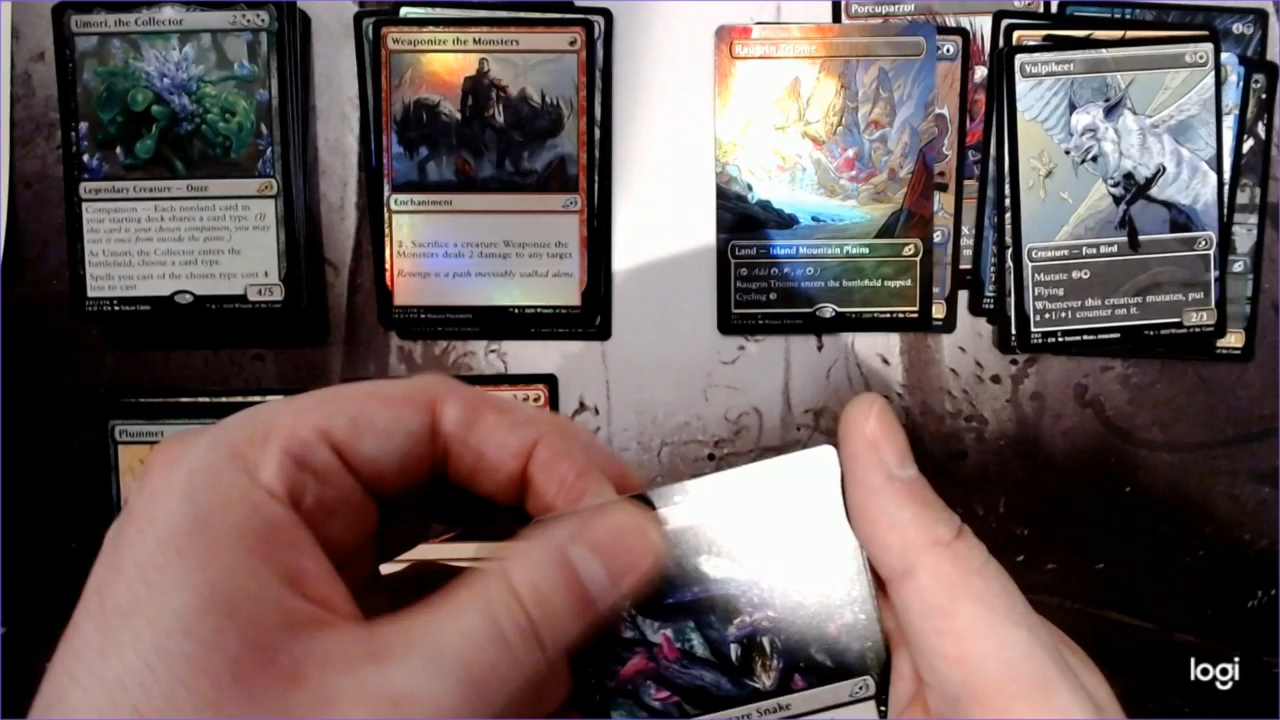 Umori, the Collector
2
Legendary Creature — Ooze
Companion — Each nonland card in
your starting deck shares a card type. (If
this card is your chosen companion, you may
cast it once from outside the game.)
As Umori, the Collector enters the
battlefield, choose a card type.
Spells you cast of the chosen type cost 1
less to cast
4/5
Weaponize the Monsters
Enchantment
2, Sacrifice a creature: Weaponize the
Monsters deals 2 damage to any target
Revenge is a path inevitably walked alone.
Raugrin Triome
Land — Island Mountain Plains
Raugrin Triome enters the battlefield tapped.
Cycling 3
Porcuparrot
Vulpikeet
3
Creature — Fox Bird
Mutate 2
Flying
Whenever this creature mutates, put
a +1/+1 counter on it.
2/3
Plummet
Snake
logi